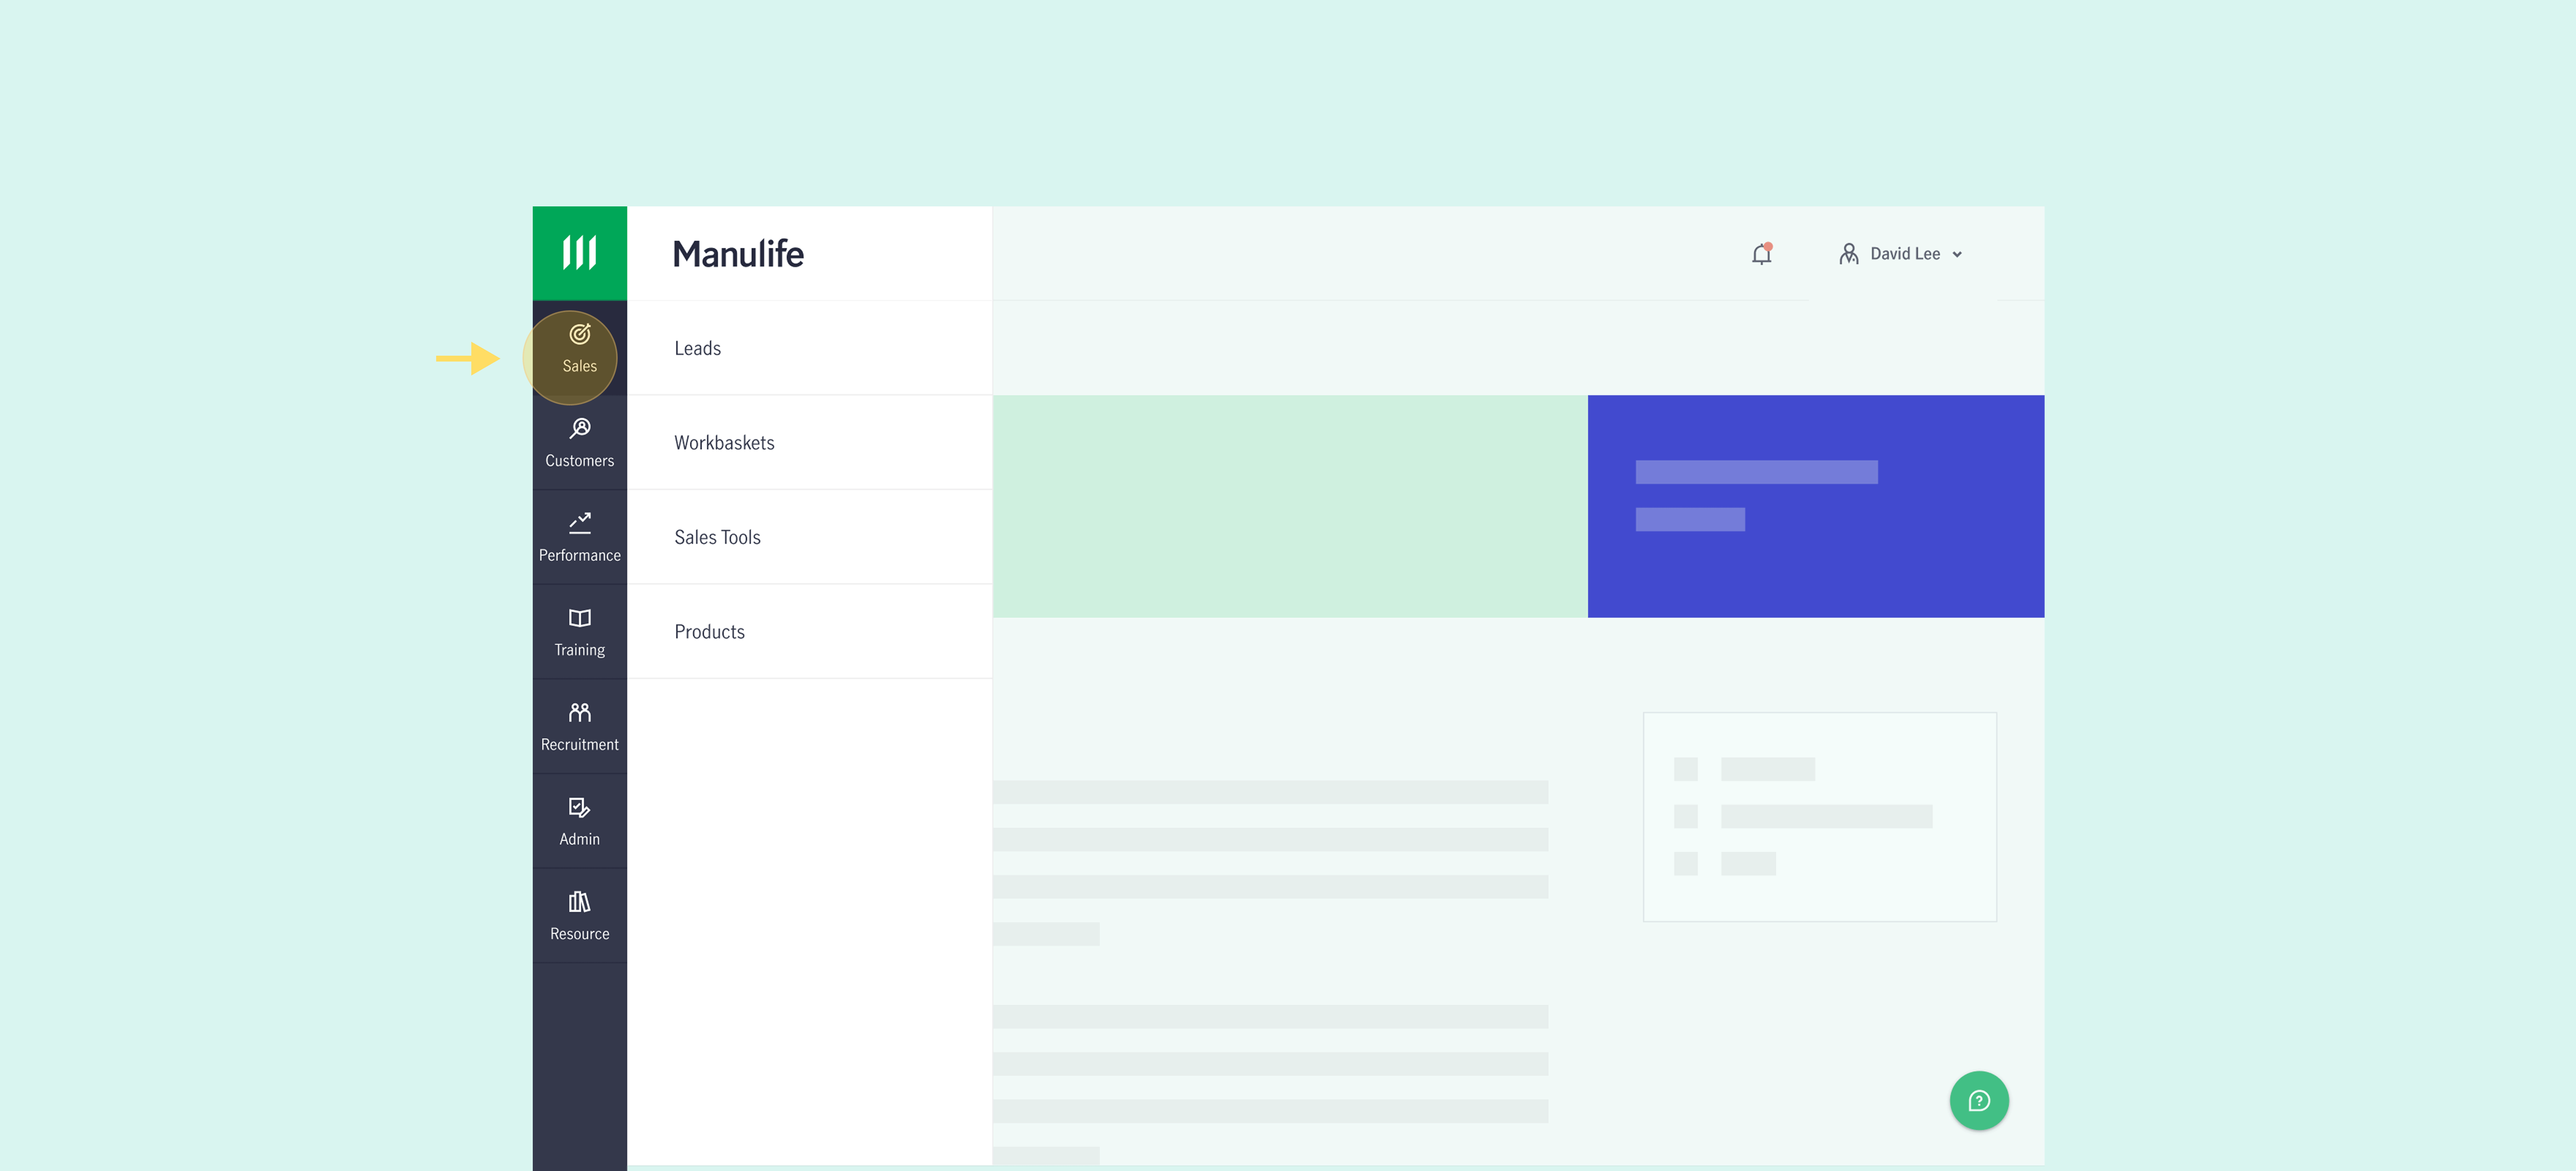 Manulife
David Lee
Sales
Customers
Performance
Training
Recruitment
Admin
Resource
Leads
Workbaskets
Sales Tools
Products
?